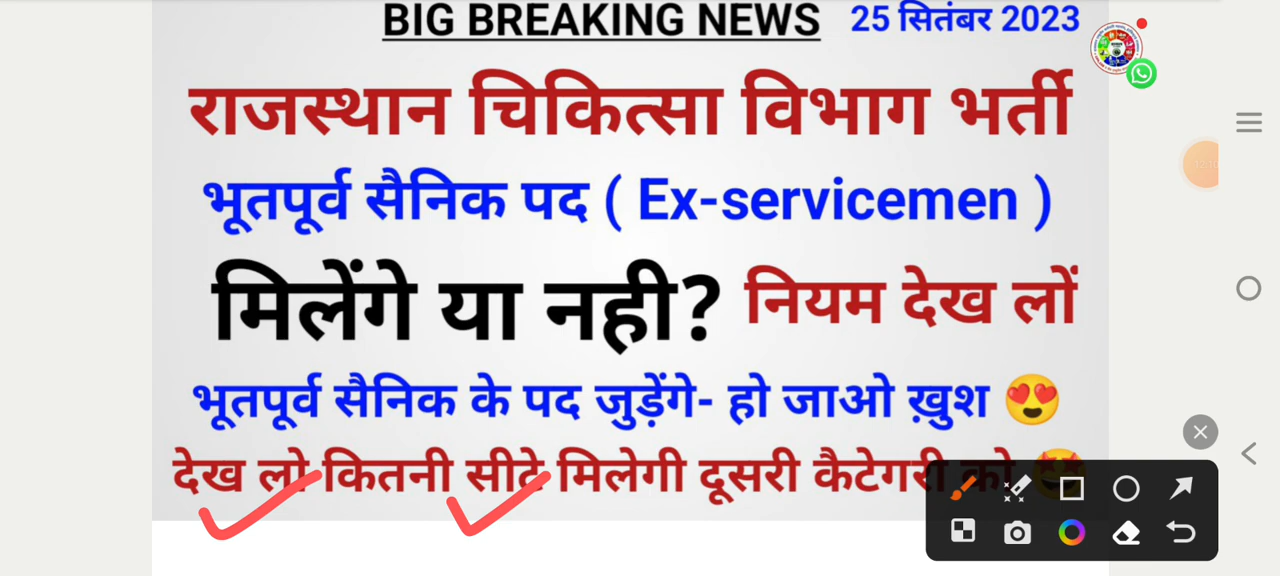 BIG BREAKING NEWS 25 सितंबर 2023
राजस्थान चिकित्सा विभाग भर्ती
भूतपूर्व सैनिक पद ( Ex-servicemen )
मिलेंगे या नही? नियम देख लों
भूतपूर्व सैनिक के पद जुड़ेंगे- हो जाओ ख़ुश 😍
देख लो कितनी सीटे मिलेगी दूसरी कैटेगरी को 🤩